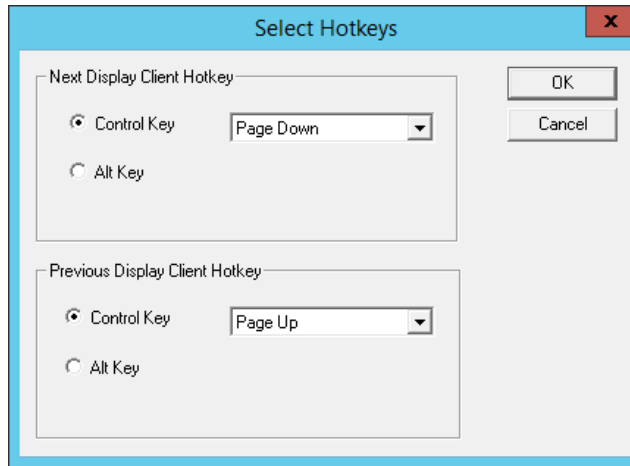 Select Hotkeys
x
Next Display Client Hotkey
OK
Control Key
Page Down
Cancel
Alt Key
Previous Display Client Hotkey
Control Key
Page Up
Alt Key